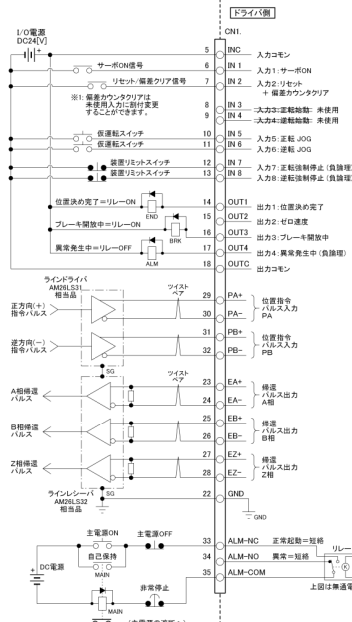 ドライバ側
I/O電源
DC24[V]
CN1.
5 INC 入力コモン
サーボON信号 6 IN 1 入力1:サーボON
リセット/偏差クリア信号 7 IN 2 入力2:リセット
+ 偏差カウンタクリア
※1: 偏差カウンタクリアは
未使用入力に割付変更
することができます。
8 IN 3 入力3:正転始動 未使用
9 IN 4 入力4:逆転始動 未使用
仮運転スイッチ 10 IN 5 入力5:正転 JOG
仮運転スイッチ 11 IN 6 入力6:逆転 JOG
装置リミットスイッチ 12 IN 7 入力7:正転強制停止(負論理)
装置リミットスイッチ 13 IN 8 入力8:逆転強制停止(負論理)
位置決め完了=リレーON 14 OUT1 出力1:位置決め完了
END
15 OUT2 出力2:ゼロ速度
ブレーキ開放中=リレーON 16 OUT3 出力3:ブレーキ開放中
BRK
異常発生中=リレーOFF 17 OUT4 出力4:異常発生中(負論理)
ALM
18 OUTC 出力コモン
ラインドライバ
AM26LS31
相当品
ツイスト
ペア
正方向(+)
指令パルス
29 PA+
30 PA-
位置指令
パルス入力
PA
逆方向(-)
指令パルス
31 PB+
32 PB-
位置指令
パルス入力
PB
SG
ツイスト
ペア
A相帰還
パルス
23 EA+
24 EA-
帰還
パルス出力
A相
B相帰還
パルス
25 EB+
26 EB-
帰還
パルス出力
B相
Z相帰還
パルス
27 EZ+
28 EZ-
帰還
パルス出力
Z相
ラインレシーバ
AM26LS32
相当品
SG
22 GND
GND
主電源ON 主電源OFF
33 ALM-NC 正常起動=短絡
自己保持
MAIN
34 ALM-NO 異常=短絡
リレー
DC電源
35 ALM-COM
非常停止
MAIN
上図は無通電